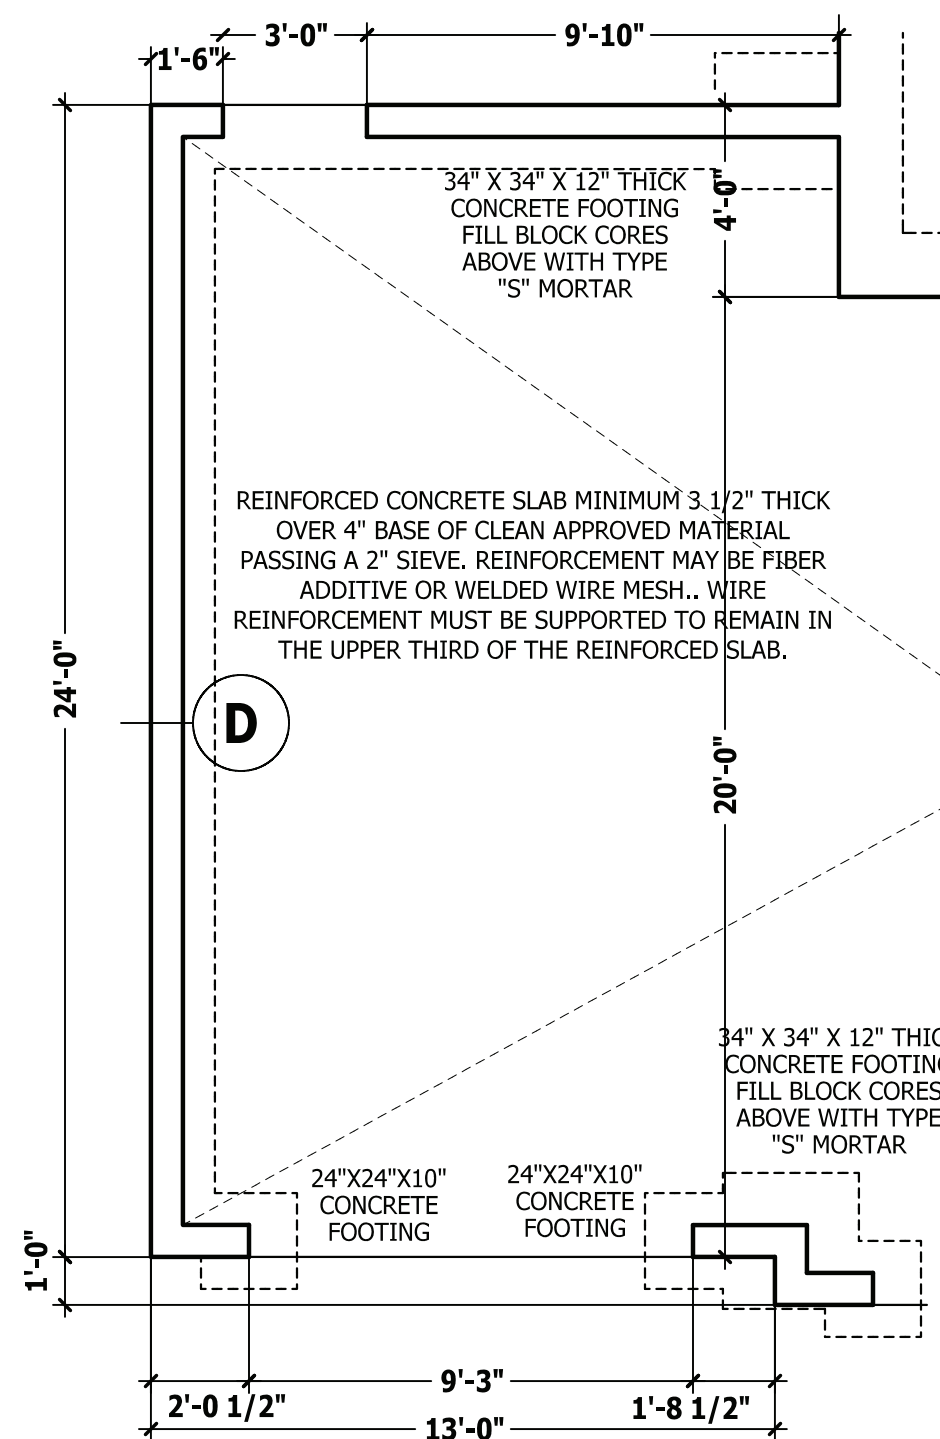 3'-0"
9'-10"
1'-6"
34" X 34" X 12" THICK
CONCRETE FOOTING
FILL BLOCK CORES
ABOVE WITH TYPE
"S" MORTAR
4'-0"
REINFORCED CONCRETE SLAB MINIMUM 3 1/2" THICK
OVER 4" BASE OF CLEAN APPROVED MATERIAL
PASSING A 2" SIEVE. REINFORCEMENT MAY BE FIBER
ADDITIVE OR WELDED WIRE MESH.. WIRE
REINFORCEMENT MUST BE SUPPORTED TO REMAIN IN
THE UPPER THIRD OF THE REINFORCED SLAB.
24'-0"
D
20'-0"
34" X 34" X 12" THIC
CONCRETE FOOTING
FILL BLOCK CORES
ABOVE WITH TYPE
"S" MORTAR
24"X24"X10"
CONCRETE
FOOTING
24"X24"X10"
CONCRETE
FOOTING
1'-0"
9'-3"
2'-0 1/2"
1'-8 1/2"
13'-0"